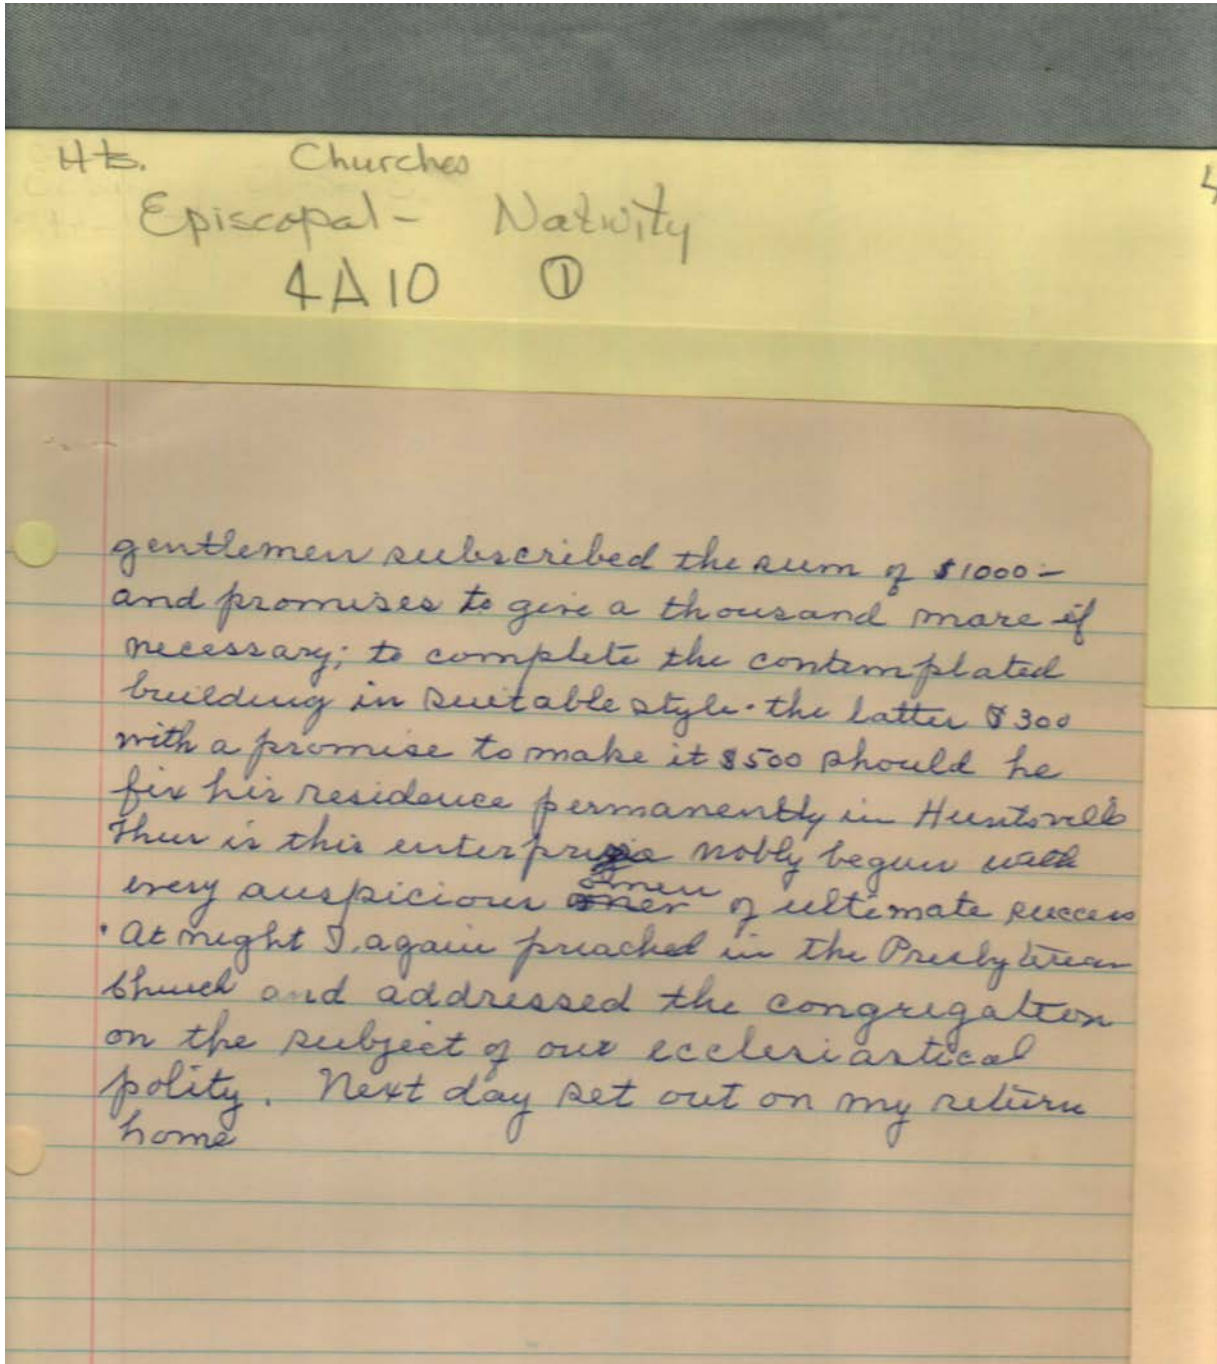 Hts. Churches
Episcopal - Nativity
4A10 ①
gentlemen subscribed the sum of $1000 -
and promises to give a thousand more if
necessary; to complete the contemplated
building in suitable style. the latter $300
with a promise to make it $500 should he
fix his residence permanently in Huntsville
Thus is this enterprise nobly begun with
every auspicious omen of ultimate success
. At night I again preached in the Presbyterian
Church and addressed the congregation
on the subject of our ecclesiastical
polity. Next day set out on my return
home